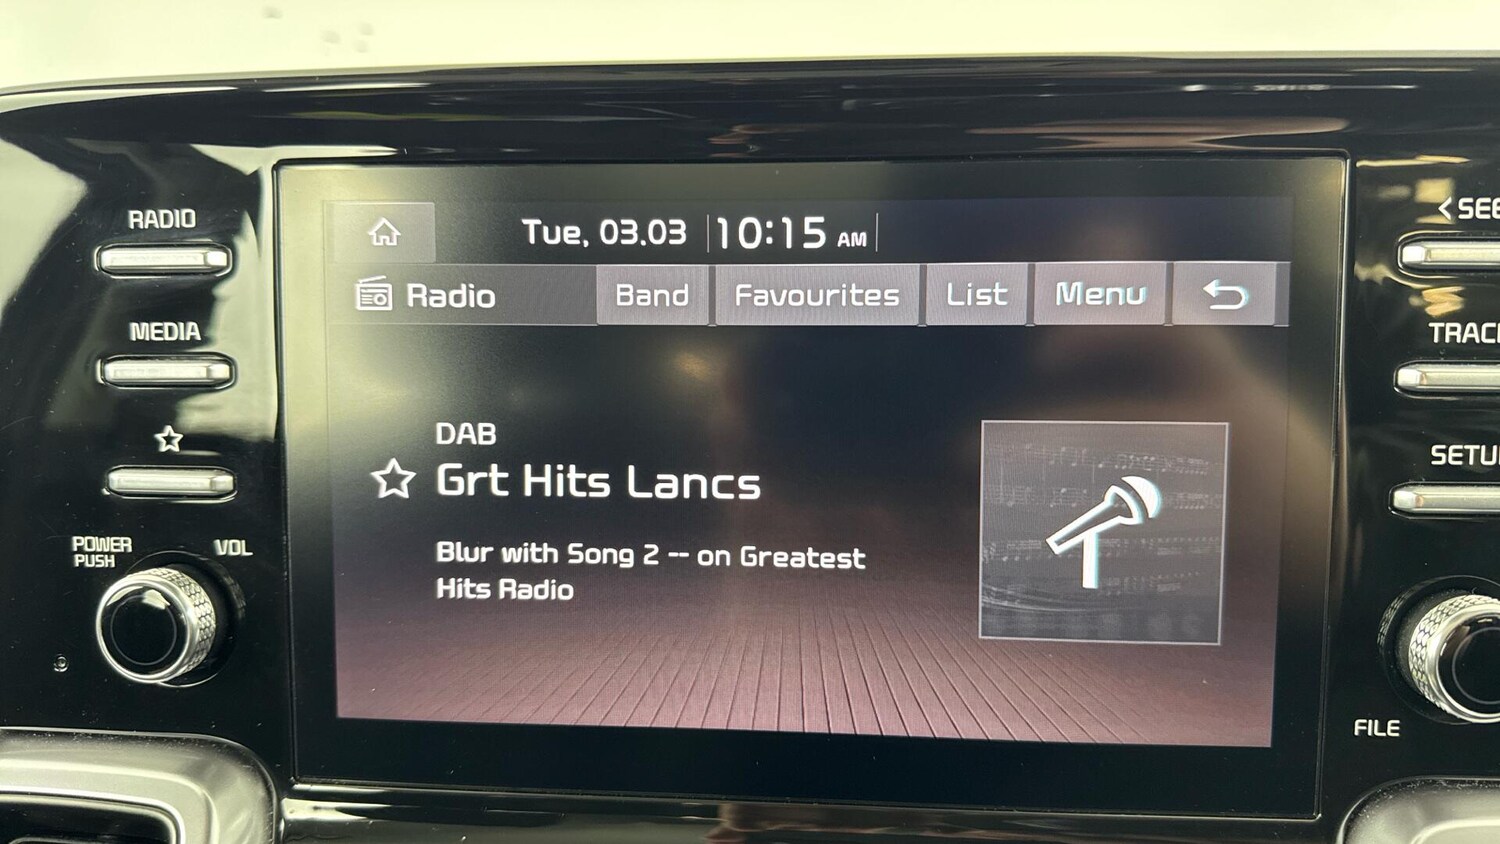 RADIO
MEDIA
POWER
PUSH
VOL
Tue, 03.03 10:15 AM
Radio Band Favourites List Menu
DAB
Grt Hits Lancs
Blur with Song 2 -- on Greatest
Hits Radio
< SEE
TRAC
SETU
FILE